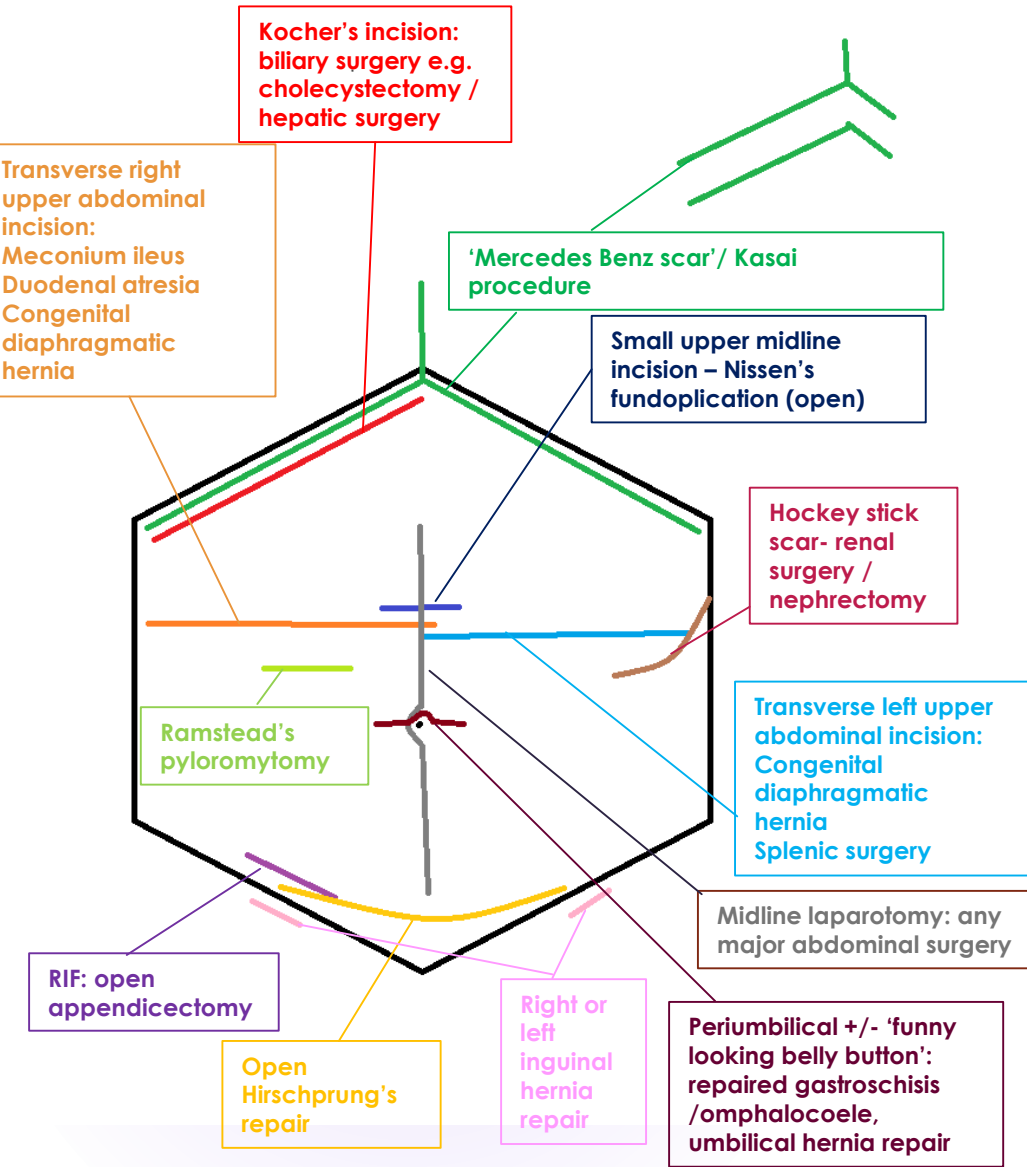 Kocher’s incision:
biliary surgery e.g.
cholecystectomy /
hepatic surgery
Transverse right
upper abdominal
incision:
Meconium ileus
Duodenal atresia
Congenital
diaphragmatic
hernia
‘Mercedes Benz scar’/ Kasai
procedure
Small upper midline
incision – Nissen’s
fundoplication (open)
Hockey stick
scar- renal
surgery /
nephrectomy
Ramstead’s
pyloromytomy
Transverse left upper
abdominal incision:
Congenital
diaphragmatic
hernia
Splenic surgery
Midline laparotomy: any
major abdominal surgery
RIF: open
appendicectomy
Open
Hirschprung’s
repair
Right or
left
inguinal
hernia
repair
Periumbilical +/- ‘funny
looking belly button’:
repaired gastroschisis
/omphalocoele,
umbilical hernia repair